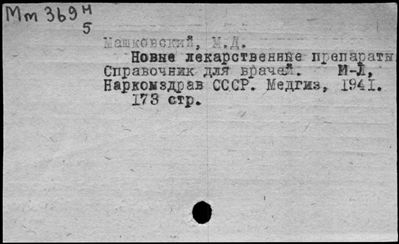 Мт 369 н
5
Машковский, М.Д.
Новые лекарственные препараты.
Справочник для врачей. М-Л,
Наркомздрав СССР. Медгиз, 1941.
173 стр.